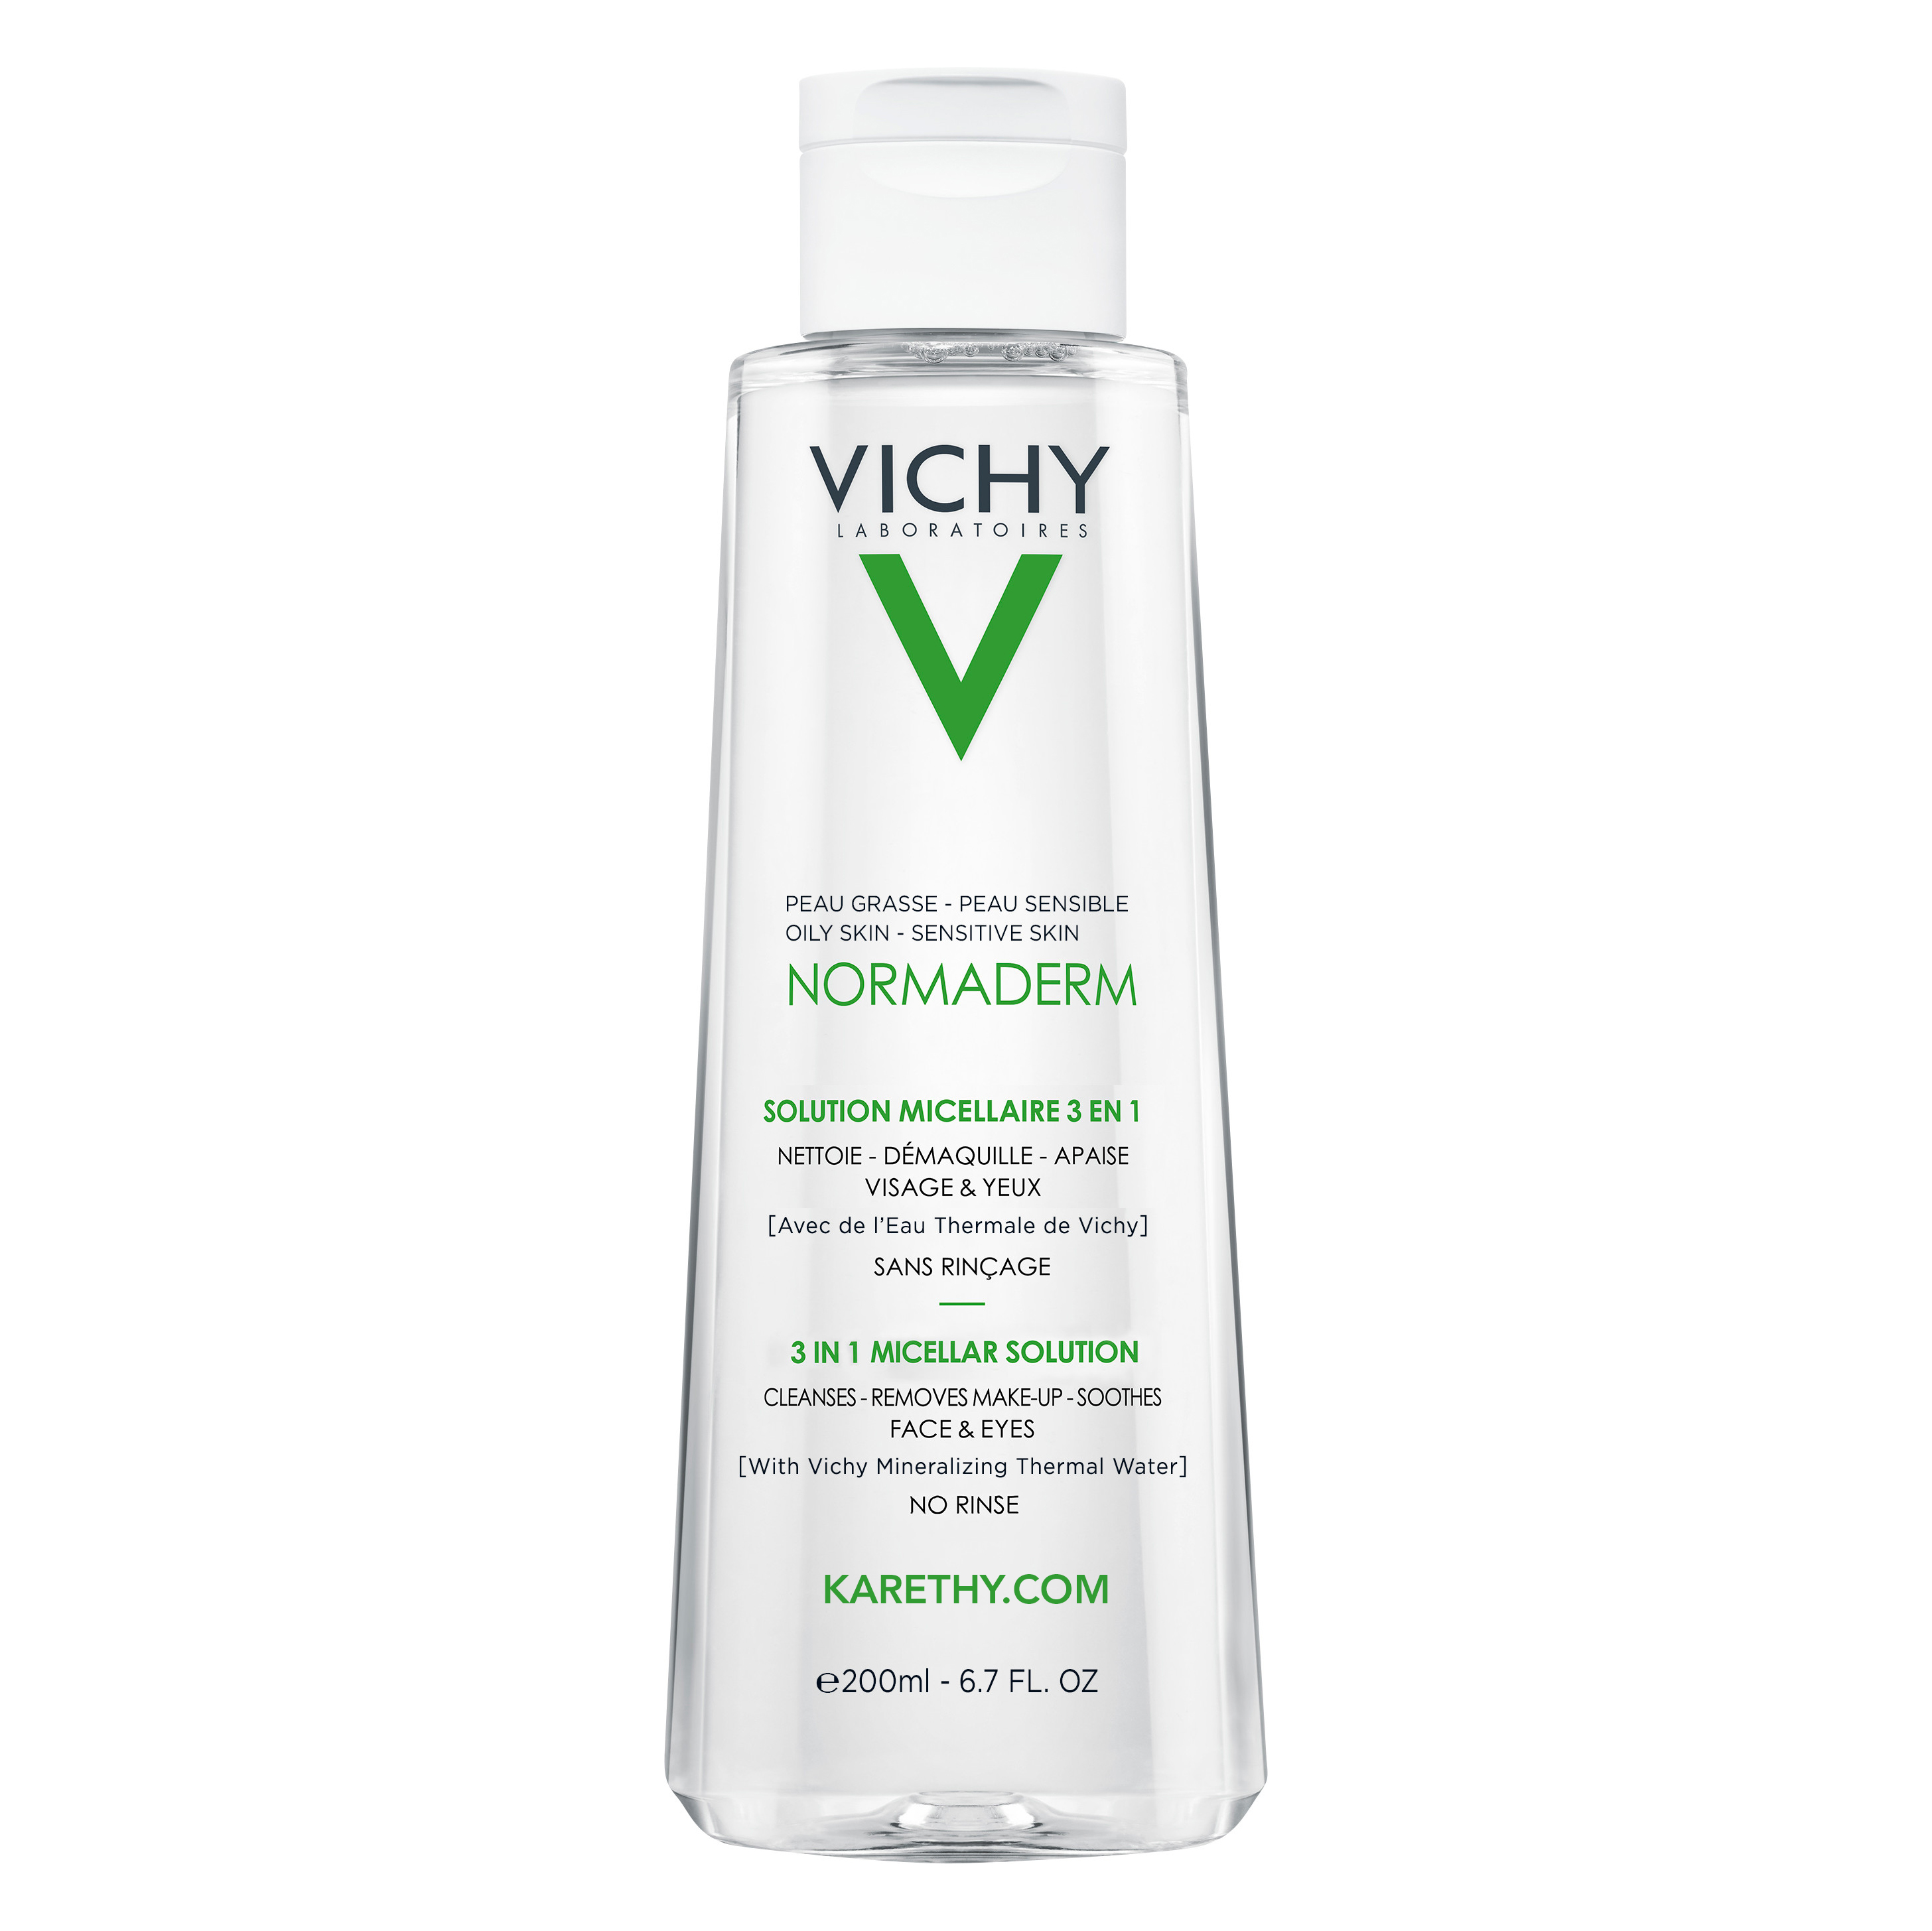 VICHY
LABORATOIRES
V
PEAU GRASSE - PEAU SENSIBLE
OILY SKIN - SENSITIVE SKIN
NORMADERM
SOLUTION MICELLAIRE 3 EN 1
NETTOIE - DÉMAQUILLE - APAISE
VISAGE & YEUX
[Avec de l'Eau Thermale de Vichy]
SANS RINÇAGE
3 IN 1 MICELLAR SOLUTION
CLEANSES - REMOVES MAKE-UP - SOOTHES
FACE & EYES
[With Vichy Mineralizing Thermal Water]
NO RINSE
KARETHY.COM
℮200ml - 6.7 FL. OZ